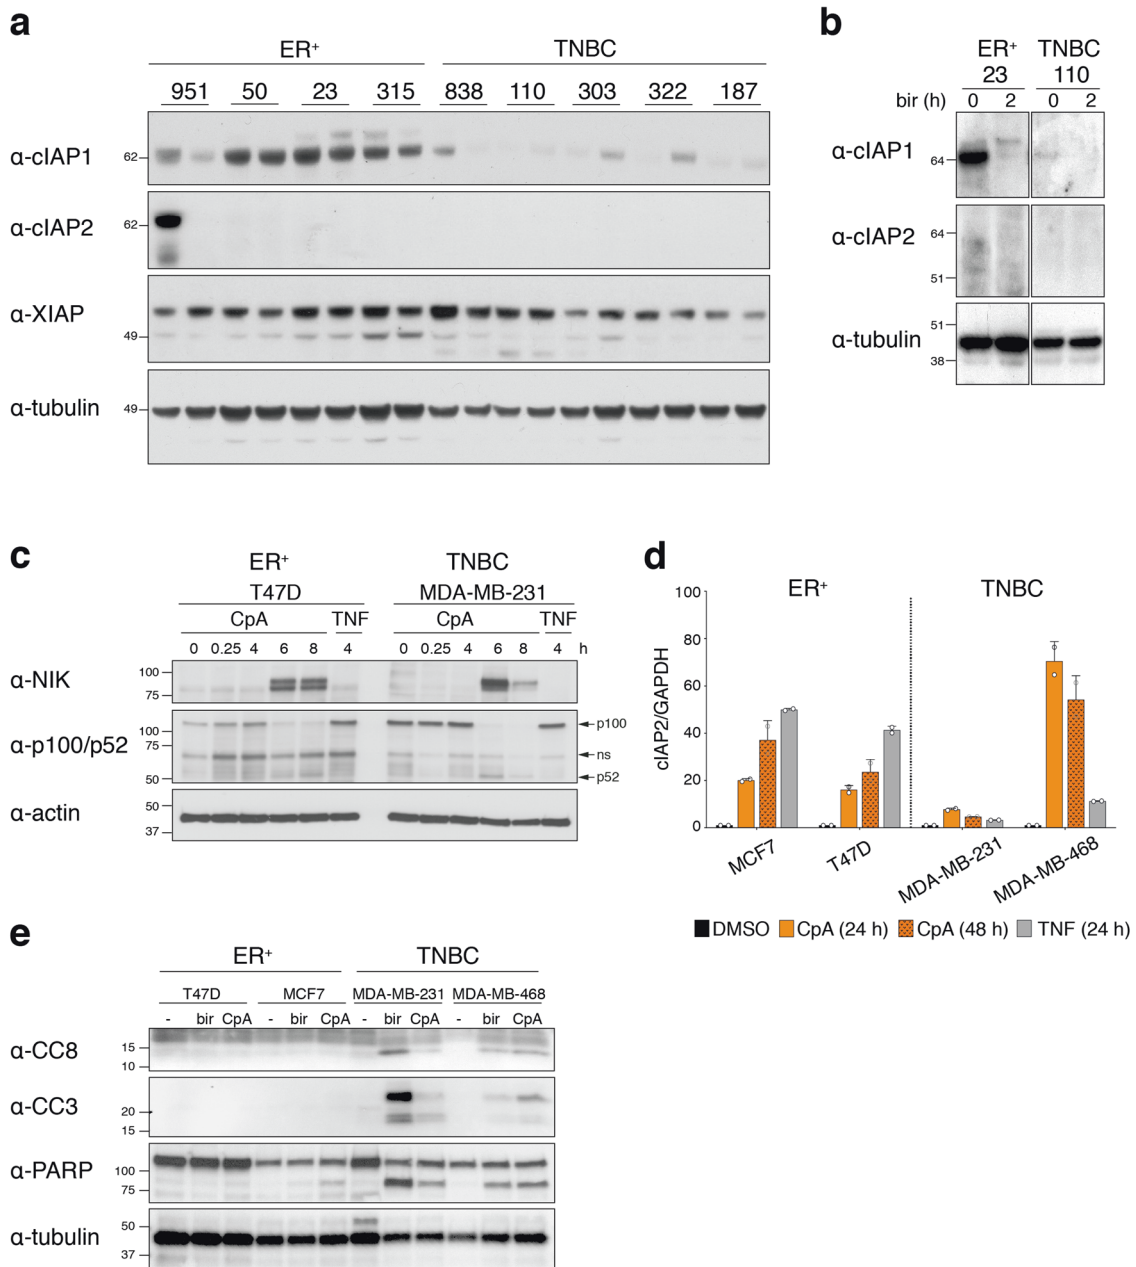 a
ER+ TNBC
951 50 23 315 838 110 303 322 187
α-cIAP1 62
α-cIAP2 62
α-XIAP 49
α-tubulin 49
b
ER+ TNBC
23 110
bir (h) 0 2 0 2
α-cIAP1 64
α-cIAP2 64
51
α-tubulin 51
38
c
ER+ TNBC
T47D MDA-MB-231
CpA TNF CpA TNF
0 0.25 4 6 8 4 0 0.25 4 6 8 4 h
α-NIK 100
75
α-p100/p52 100 p100
75 ns
50 p52
α-actin 50
37
d
ER+ TNBC
cIAP2/GAPDH
100
80
60
40
20
0
MCF7 T47D MDA-MB-231 MDA-MB-468
DMSO CpA (24 h) CpA (48 h) TNF (24 h)
e
ER+ TNBC
T47D MCF7 MDA-MB-231 MDA-MB-468
- bir CpA - bir CpA - bir CpA - bir CpA
α-CC8 15
10
α-CC3 20
15
α-PARP 100
75
α-tubulin 50
37